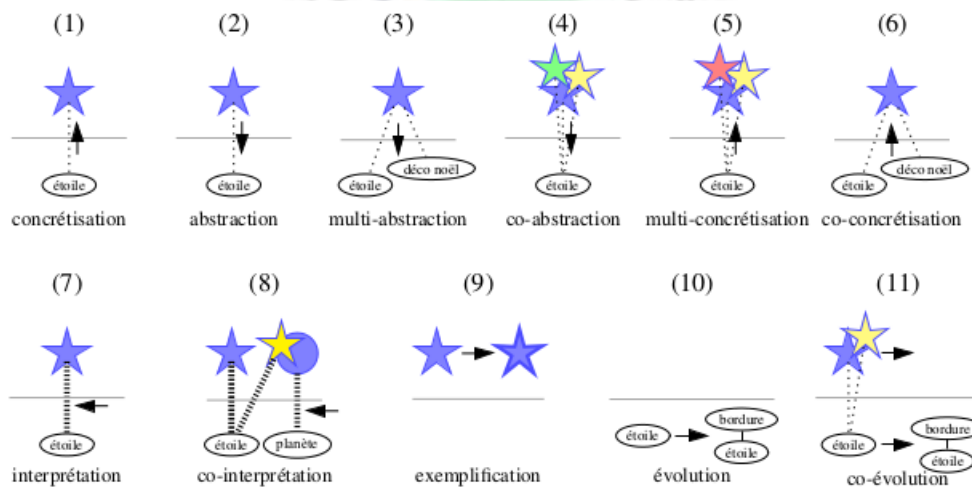 (1) (2) (3) (4) (5) (6)
étoile étoile étoile déco noël étoile étoile étoile déco noël
concrétisation abstraction multi-abstraction co-abstraction multi-concrétisation co-concrétisation
(7) (8) (9) (10) (11)
bordure
étoile étoile planète étoile étoile étoile bordure étoile
interprétation co-interprétation exemplification évolution co-évolution